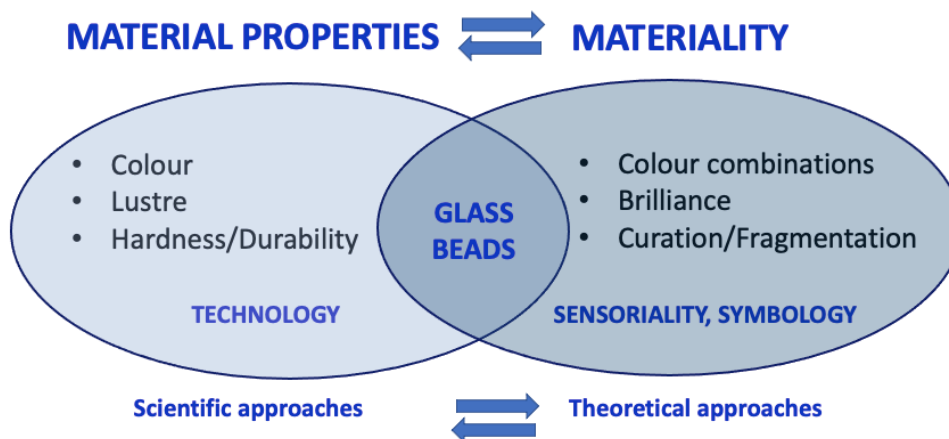 MATERIAL PROPERTIES
MATERIALITY
• Colour
• Lustre
• Hardness/Durability
TECHNOLOGY
GLASS
BEADS
• Colour combinations
• Brilliance
• Curation/Fragmentation
SENSORIALITY, SYMBOLOGY
Scientific approaches
Theoretical approaches